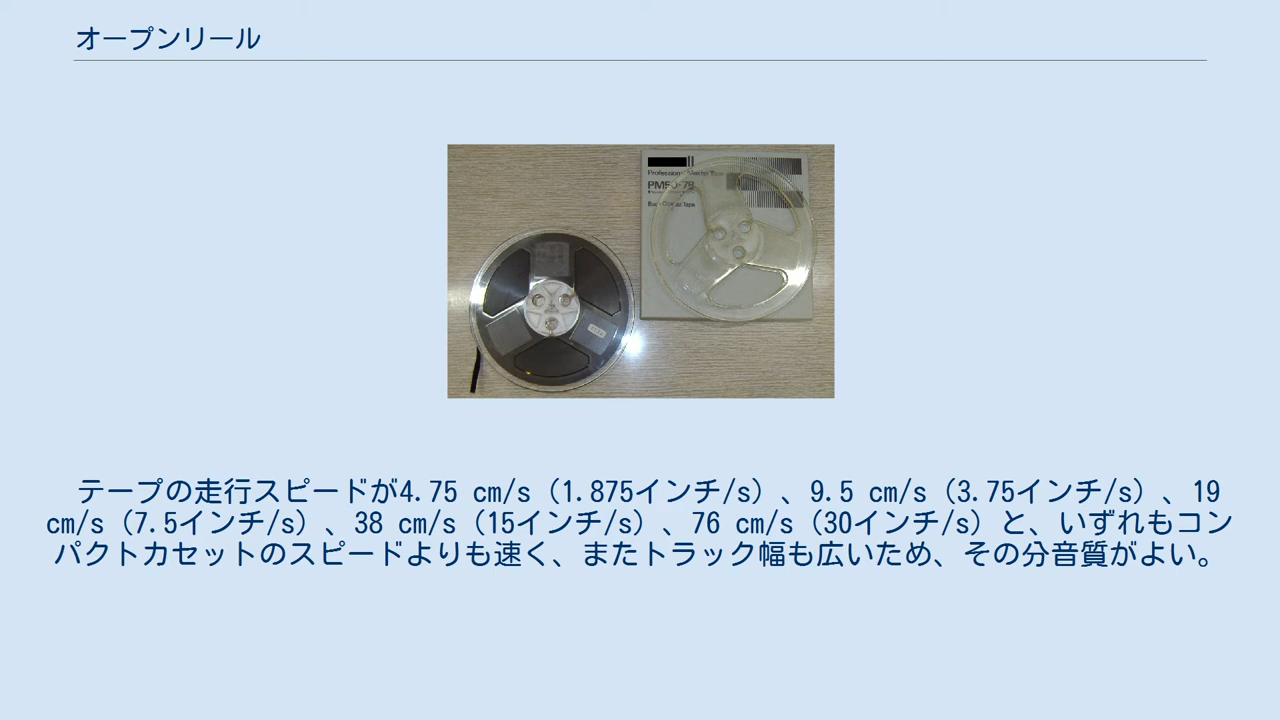 オープンリール
Professional Master Tape
Tape
テープの走行スピードが4.75 cm/s（1.875インチ/s）、9.5 cm/s（3.75インチ/s）、19
cm/s（7.5インチ/s）、38 cm/s（15インチ/s）、76 cm/s（30インチ/s）と、いずれもコン
パクトカセットのスピードよりも速く、またトラック幅も広いため、その分音質がよい。